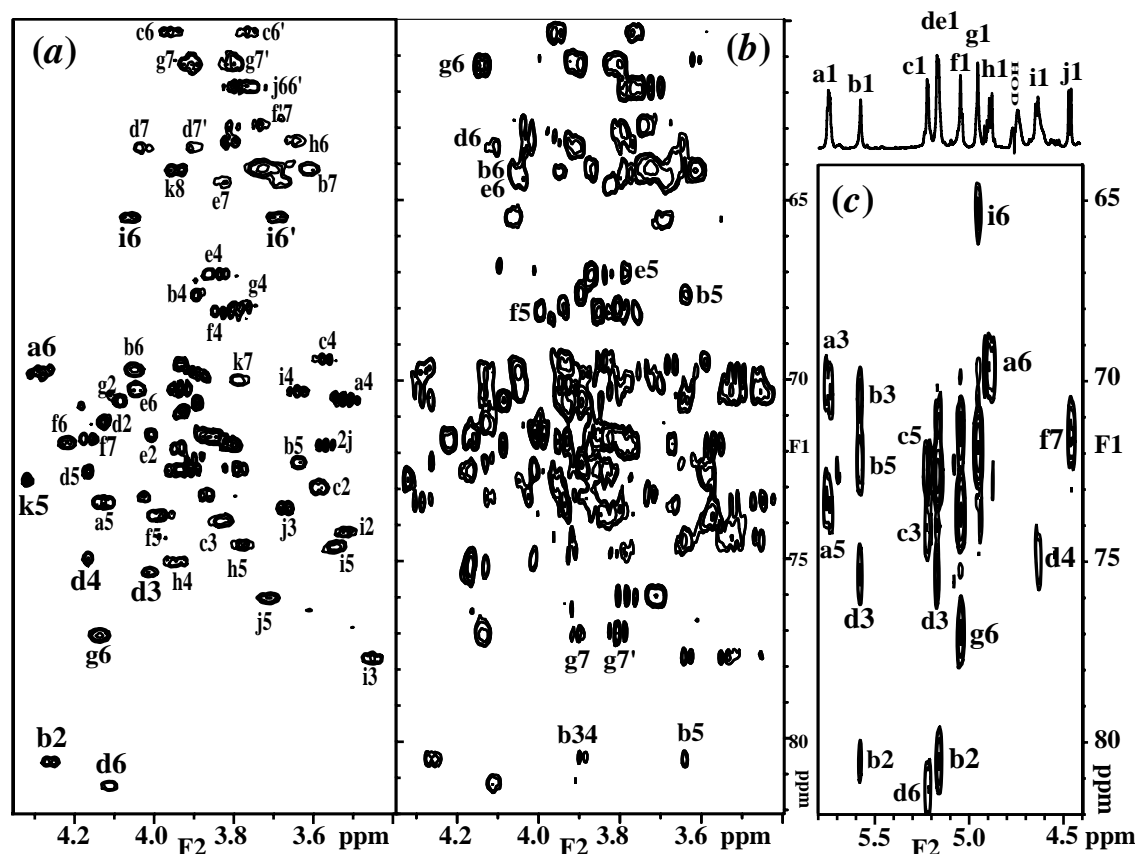 (a)
c6 c6'
g7 g7'
j66'
f'7
d7 d7' h6
k8 b7
e7
i6 i6'
e4
b4 g4
f4
c4
a6 b6 k7
i4 a4
g2 e6
d2
f6 f7 2j
e2 b5
d5
k5 c2
a5 j3
f5 c3 i2
i5
d4 h4 h5
d3
j5
g6
i3
b2
d6
4.2 4.0 3.8 3.6 ppm
F2
(b)
g6
d6
b6
e6
65
e5
b5
f5
70
F1
75
g7 g7'
b34 b5
80
ppm
4.2 4.0 3.8 3.6 ppm
F2
de1
g1
a1 b1 c1 f1 h1 HOD i1 j1
(c)
65
i6
a3 a6
70
b3
c5 F1
b5 f7
c3
a5 d4
75
d3 d3
g6
b2 b2
80
d6
ppm
5.5 5.0 4.5 ppm
F2